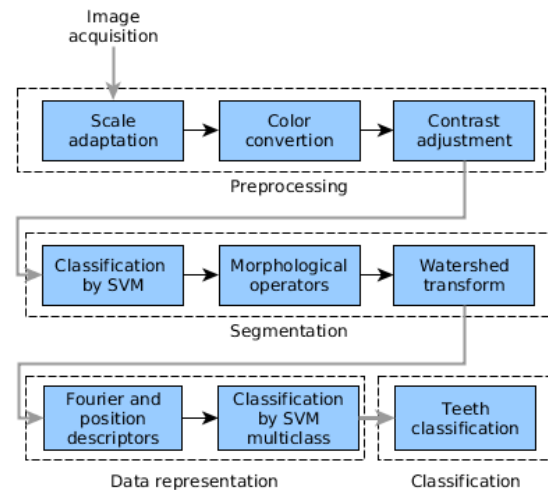 Image
acquisition
Scale
adaptation
Color
convertion
Contrast
adjustment
Preprocessing
Classification
by SVM
Morphological
operators
Watershed
transform
Segmentation
Fourier and
position
descriptors
Classification
by SVM
multiclass
Teeth
classification
Data representation
Classification